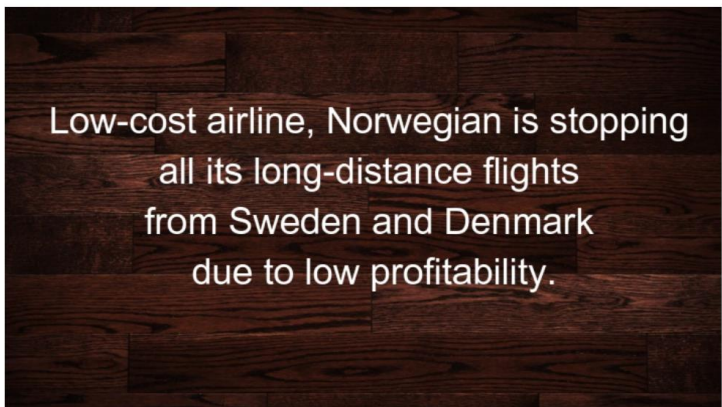 Low-cost airline, Norwegian is stopping
all its long-distance flights
from Sweden and Denmark
due to low profitability.